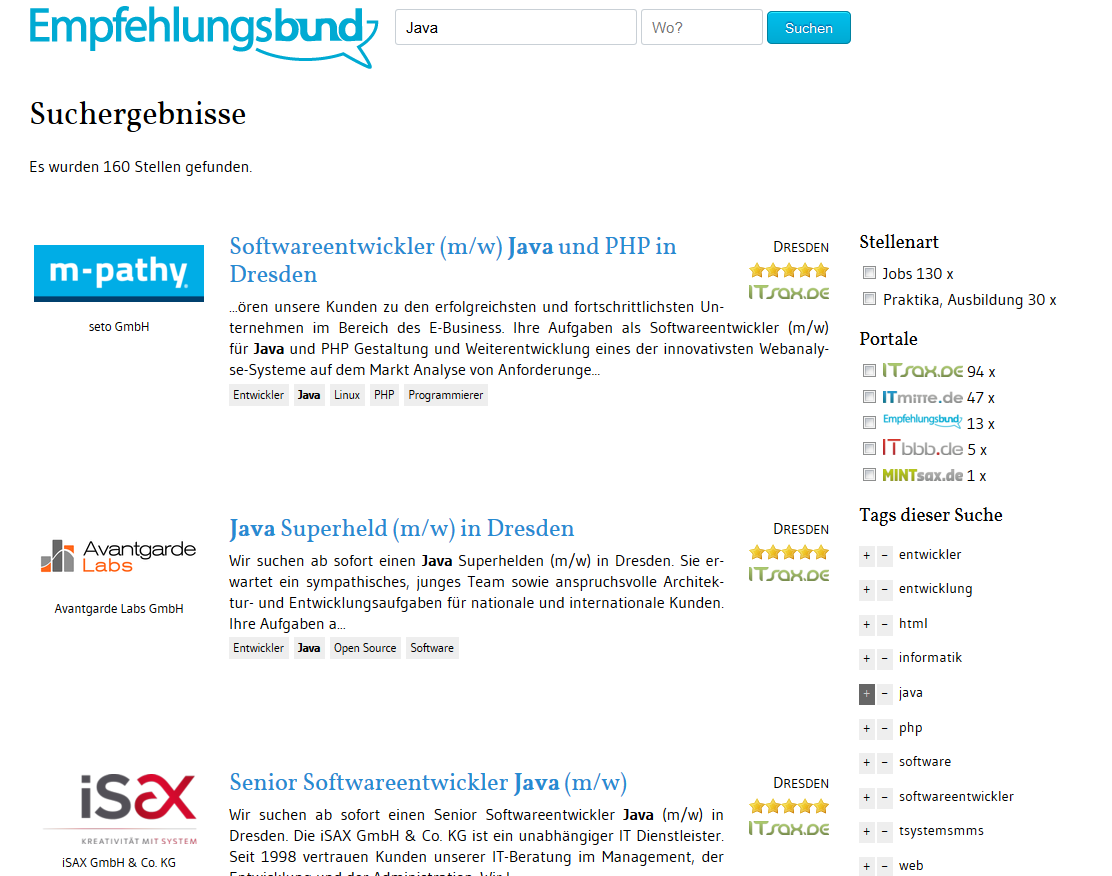 Empfehlungsbund
Java
Wo?
Suchen
Suchergebnisse
Es wurden 160 Stellen gefunden.
m-pathy
seto GmbH
Softwareentwickler (m/w) Java und PHP in
Dresden
...ören unsere Kunden zu den erfolgreichsten und fortschrittlichsten Un-
ternehmen im Bereich des E-Business. Ihre Aufgaben als Softwareentwickler (m/w)
für Java und PHP Gestaltung und Weiterentwicklung eines der innovativsten Webanaly-
se-Systeme auf dem Markt Analyse von Anforderunge...
Entwickler Java Linux PHP Programmierer
DRESDEN
ITsax.de
Avantgarde
Labs
Avantgarde Labs GmbH
Java Superheld (m/w) in Dresden
Wir suchen ab sofort einen Java Superhelden (m/w) in Dresden. Sie er-
wartet ein sympathisches, junges Team sowie anspruchsvolle Architek-
tur- und Entwicklungsaufgaben für nationale und internationale Kunden.
Ihre Aufgaben a...
Entwickler Java Open Source Software
DRESDEN
ITsax.de
iSAX
KREATIVITÄT MIT SYSTEM
iSAX GmbH & Co. KG
Senior Softwareentwickler Java (m/w)
Wir suchen ab sofort einen Senior Softwareentwickler Java (m/w) in
Dresden. Die iSAX GmbH & Co. KG ist ein unabhängiger IT Dienstleister.
Seit 1998 vertrauen Kunden unserer IT-Beratung im Management, der
DRESDEN
ITsax.de
Stellenart
Jobs 130 x
Praktika, Ausbildung 30 x
Portale
ITsax.de 94 x
ITmitte.de 47 x
Empfehlungsbund 13 x
ITbbb.de 5 x
MINTsax.de 1 x
Tags dieser Suche
+ − entwickler
+ − entwicklung
+ − html
+ − informatik
+ − java
+ − php
+ − software
+ − softwareentwickler
+ − tsystemsmms
+ − web